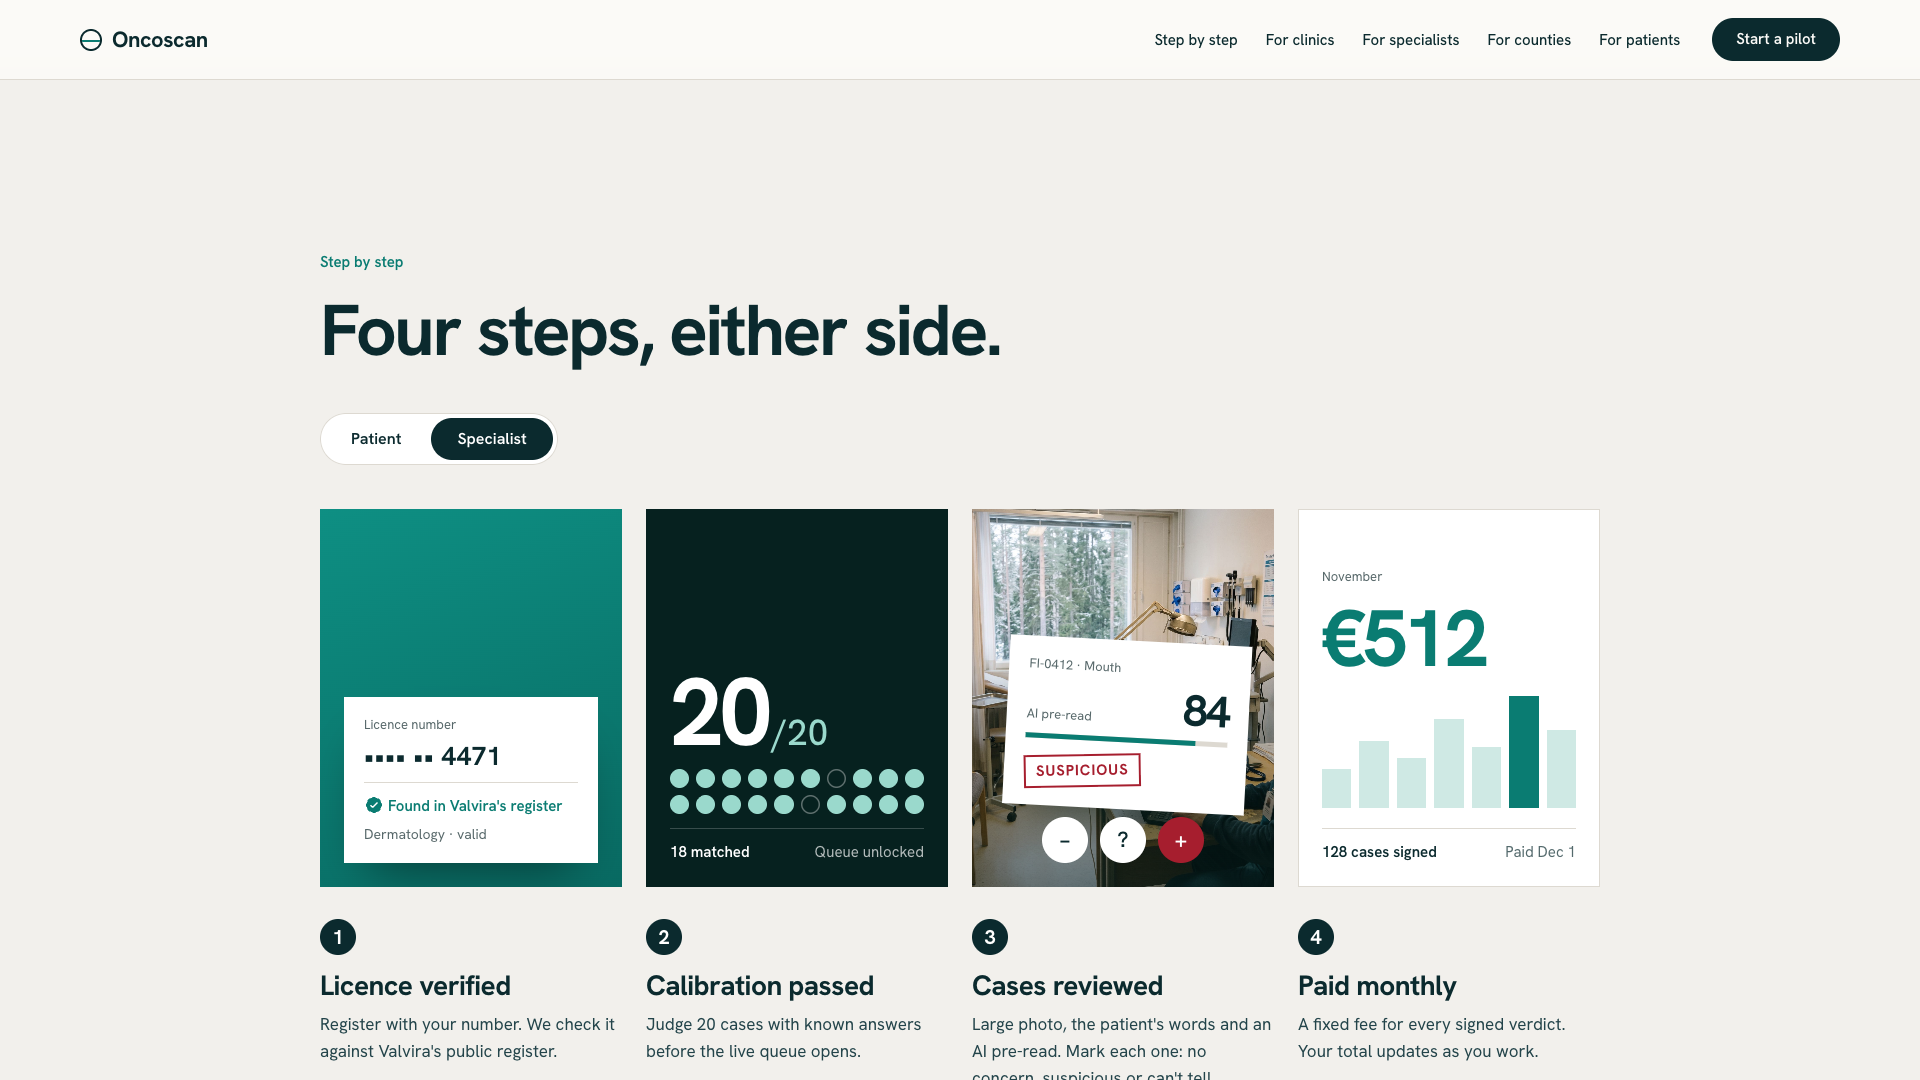 Oncoscan
Step by step
For clinics
For specialists
For counties
For patients
Start a pilot
Step by step
Four steps, either side.
Patient
Specialist
Licence number
▪▪▪▪ ▪▪ 4471
Found in Valvira's register
Dermatology · valid
20/20
18 matched
Queue unlocked
FI-0412 · Mouth
AI pre-read
84
SUSPICIOUS
–
?
+
November
€512
128 cases signed
Paid Dec 1
1
Licence verified
Register with your number. We check it
against Valvira's public register.
2
Calibration passed
Judge 20 cases with known answers
before the live queue opens.
3
Cases reviewed
Large photo, the patient's words and an
AI pre-read. Mark each one: no
concern, suspicious or can't tell.
4
Paid monthly
A fixed fee for every signed verdict.
Your total updates as you work.